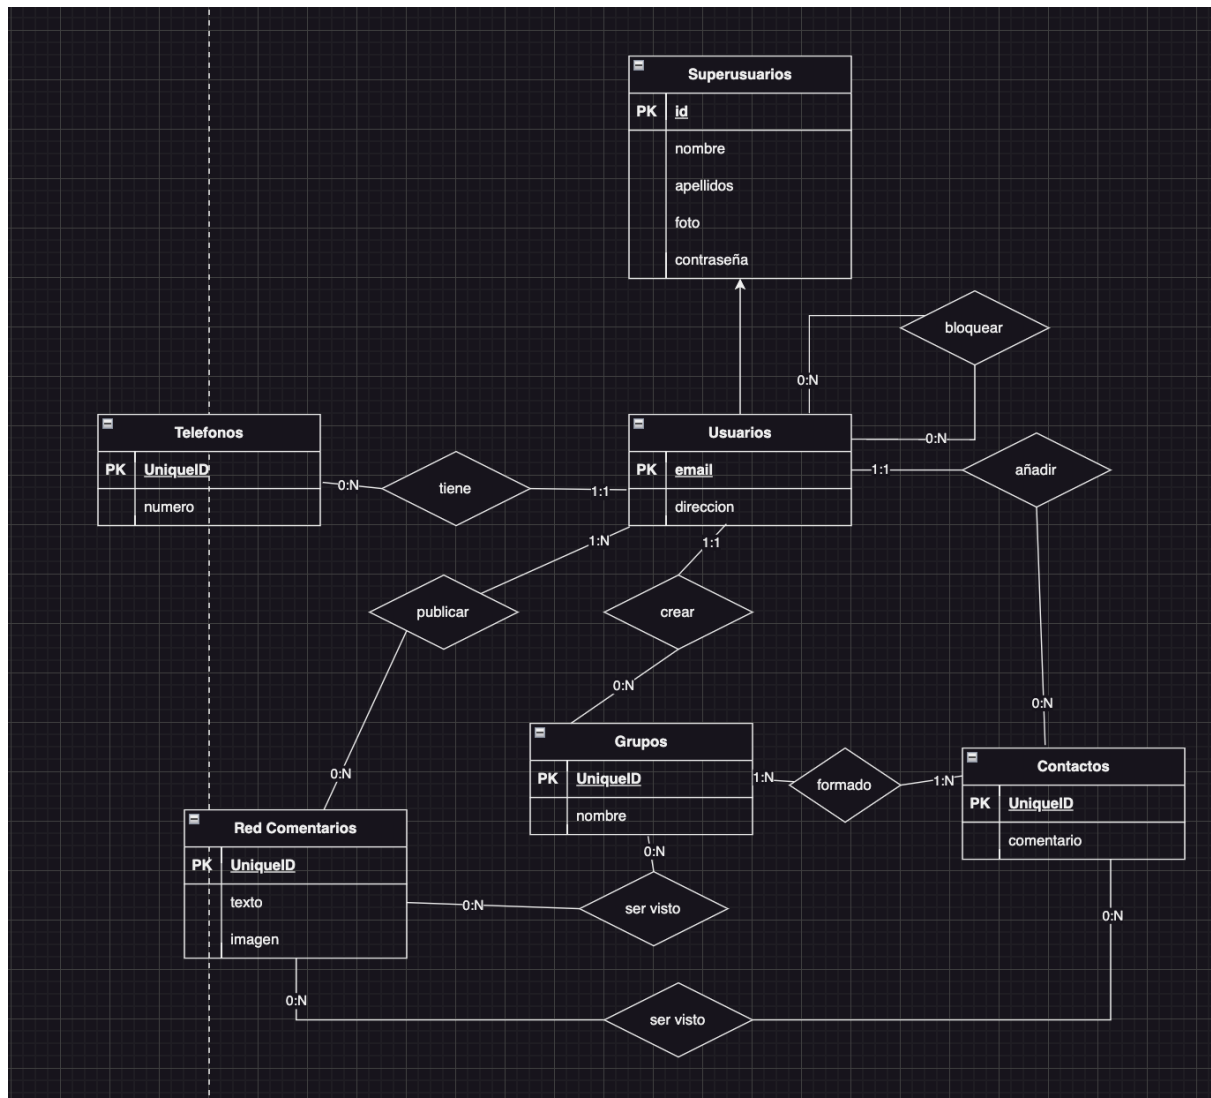 Superusuarios
PK id
nombre
apellidos
foto
contraseña
bloquear
0:N
0:N
Telefonos
PK UniqueID
numero
0:N
tiene
1:1
Usuarios
PK email
direccion
1:1
añadir
1:N
1:1
publicar
crear
0:N
0:N
0:N
Grupos
PK UniqueID
nombre
1:N
formado
1:N
Contactos
PK UniqueID
comentario
Red Comentarios
PK UniqueID
texto
imagen
0:N
0:N
ser visto
0:N
0:N
ser visto